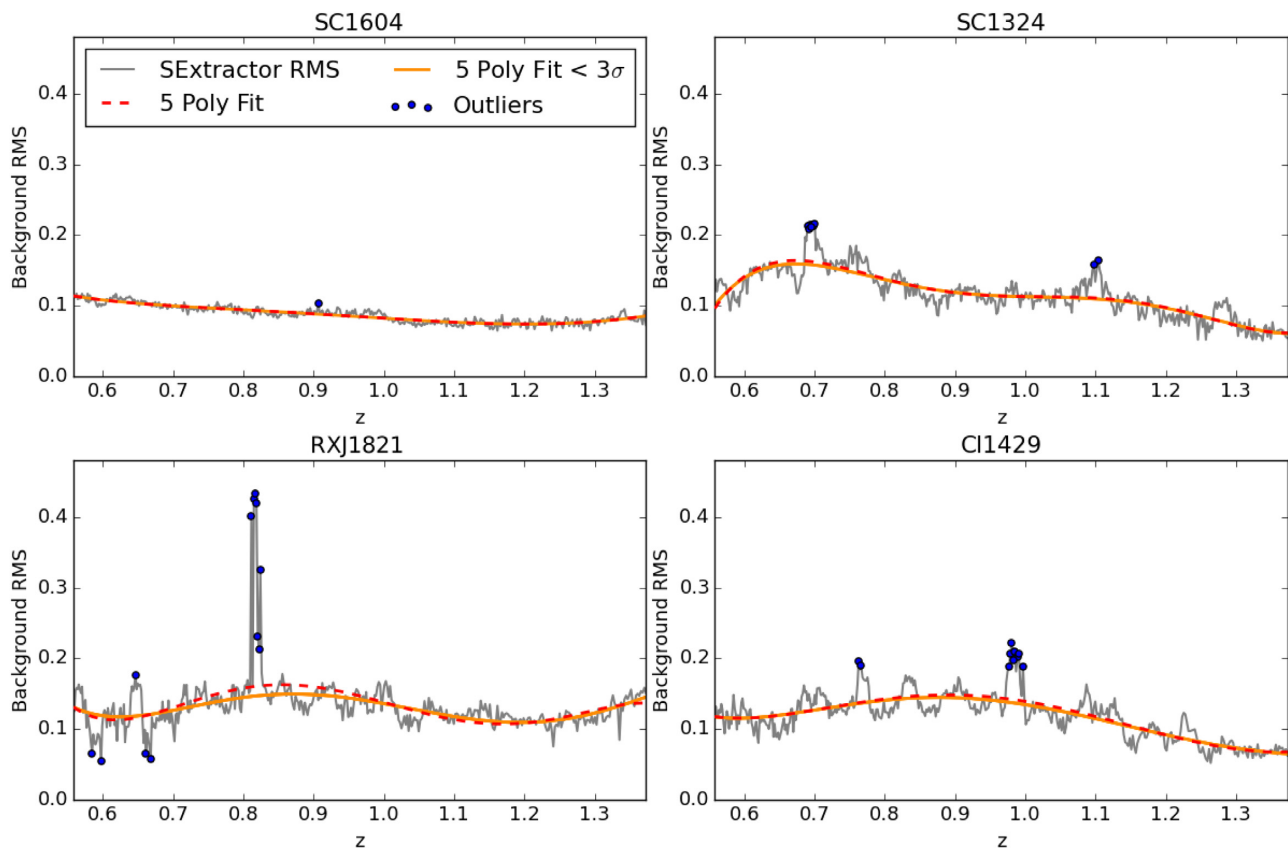 SC1604
SExtractor RMS
5 Poly Fit < 3σ
5 Poly Fit
Outliers
Background RMS
0.4
0.3
0.2
0.1
0.0
0.6 0.7 0.8 0.9 1.0 1.1 1.2 1.3
z
SC1324
Background RMS
0.4
0.3
0.2
0.1
0.0
0.6 0.7 0.8 0.9 1.0 1.1 1.2 1.3
z
RXJ1821
Background RMS
0.4
0.3
0.2
0.1
0.0
0.6 0.7 0.8 0.9 1.0 1.1 1.2 1.3
z
Cl1429
Background RMS
0.4
0.3
0.2
0.1
0.0
0.6 0.7 0.8 0.9 1.0 1.1 1.2 1.3
z